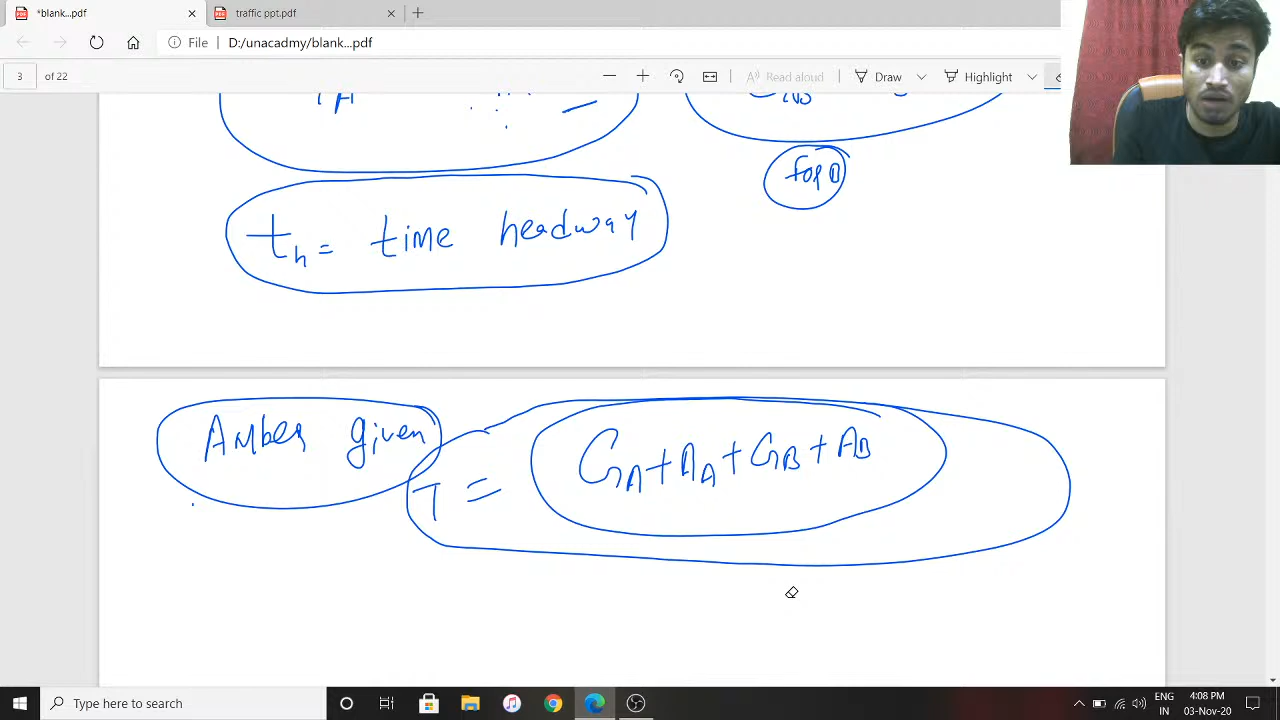 *blank...pdf
traffic ppt.pdf
File D:/unacadmy/blank...pdf
3 of 22
Read aloud
Draw
Highlight
for
t_h = time headway
Amber given
T = G_A + A_A + G_B + A_B
Type here to search
ENG
IN
4:08 PM
03-Nov-20